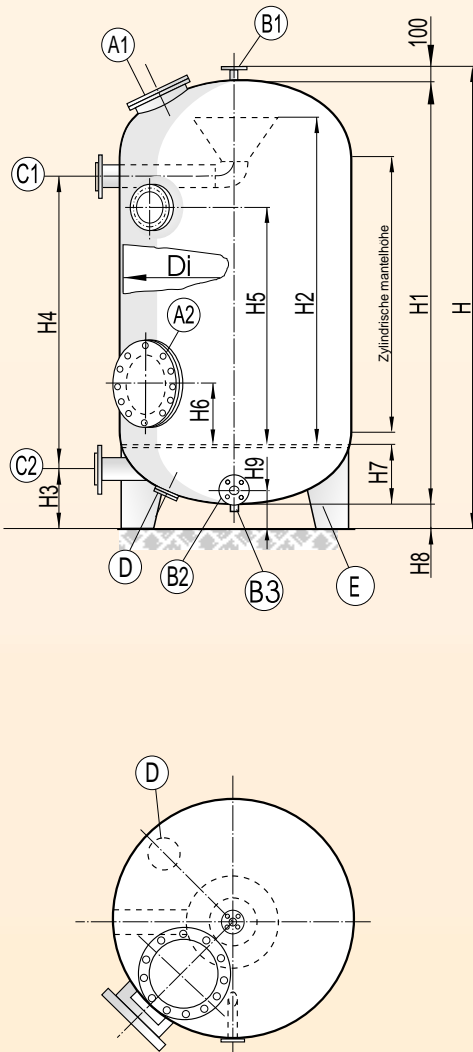 B1
A1
100
C1
Di
H4
H5
H2
Zylindrische mantelhöhe
H1
H
A2
H6
C2
H3
H9
H7
D
B2
B3
E
H8
D